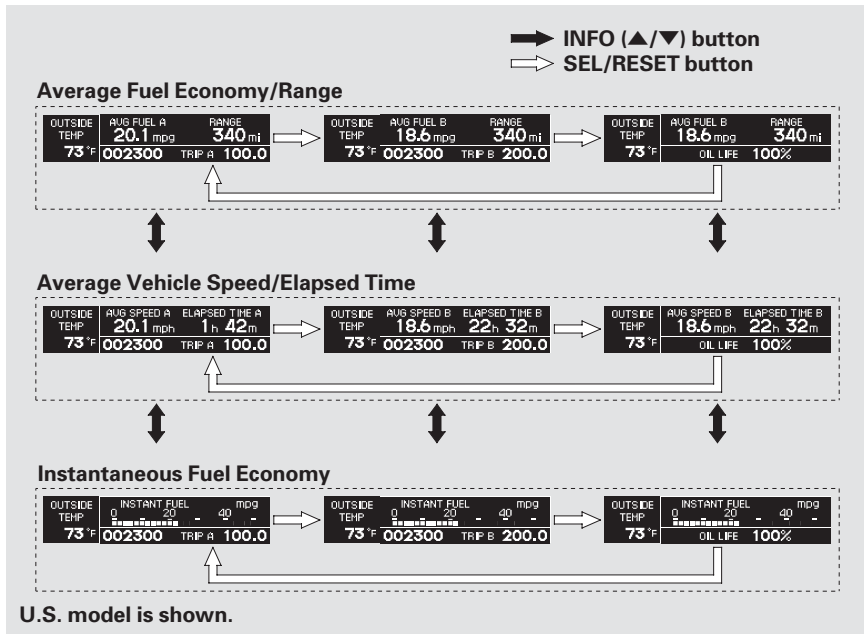 INFO (▲/▼) button
SEL/RESET button
Average Fuel Economy/Range
OUTSIDE TEMP 73°F AVG FUEL A 20.1 mpg RANGE 340 mi 002300 TRIP A 100.0
OUTSIDE TEMP 73°F AVG FUEL B 18.6 mpg RANGE 340 mi 002300 TRIP B 200.0
OUTSIDE TEMP 73°F AVG FUEL B 18.6 mpg RANGE 340 mi OIL LIFE 100%
Average Vehicle Speed/Elapsed Time
OUTSIDE TEMP 73°F AVG SPEED A 20.1 mph ELAPSED TIME A 1h 42m 002300 TRIP A 100.0
OUTSIDE TEMP 73°F AVG SPEED B 18.6 mph ELAPSED TIME B 22h 32m 002300 TRIP B 200.0
OUTSIDE TEMP 73°F AVG SPEED B 18.6 mph ELAPSED TIME B 22h 32m OIL LIFE 100%
Instantaneous Fuel Economy
OUTSIDE TEMP 73°F INSTANT FUEL mpg 0 20 40 002300 TRIP A 100.0
OUTSIDE TEMP 73°F INSTANT FUEL mpg 0 20 40 002300 TRIP B 200.0
OUTSIDE TEMP 73°F INSTANT FUEL mpg 0 20 40 OIL LIFE 100%
U.S. model is shown.